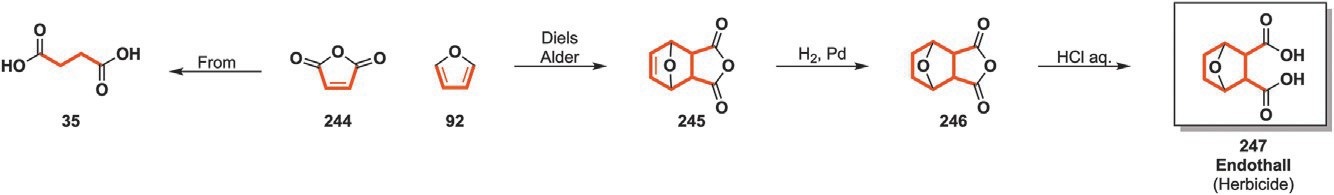 O
HO
OH
O
35
From
O
O
O
244
O
92
Diels
Alder
O
O
O
O
245
H2, Pd
O
O
O
O
246
HCl aq.
O
OH
O
OH
O
247
Endothall
(Herbicide)